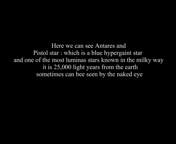 Here we can see Antares and
Pistol star : which is a blue hypergaint star
and one of the most luminas stars known in the milky way
it is 25,000 light years from the earth
sometimes can bee seen by the naked eye